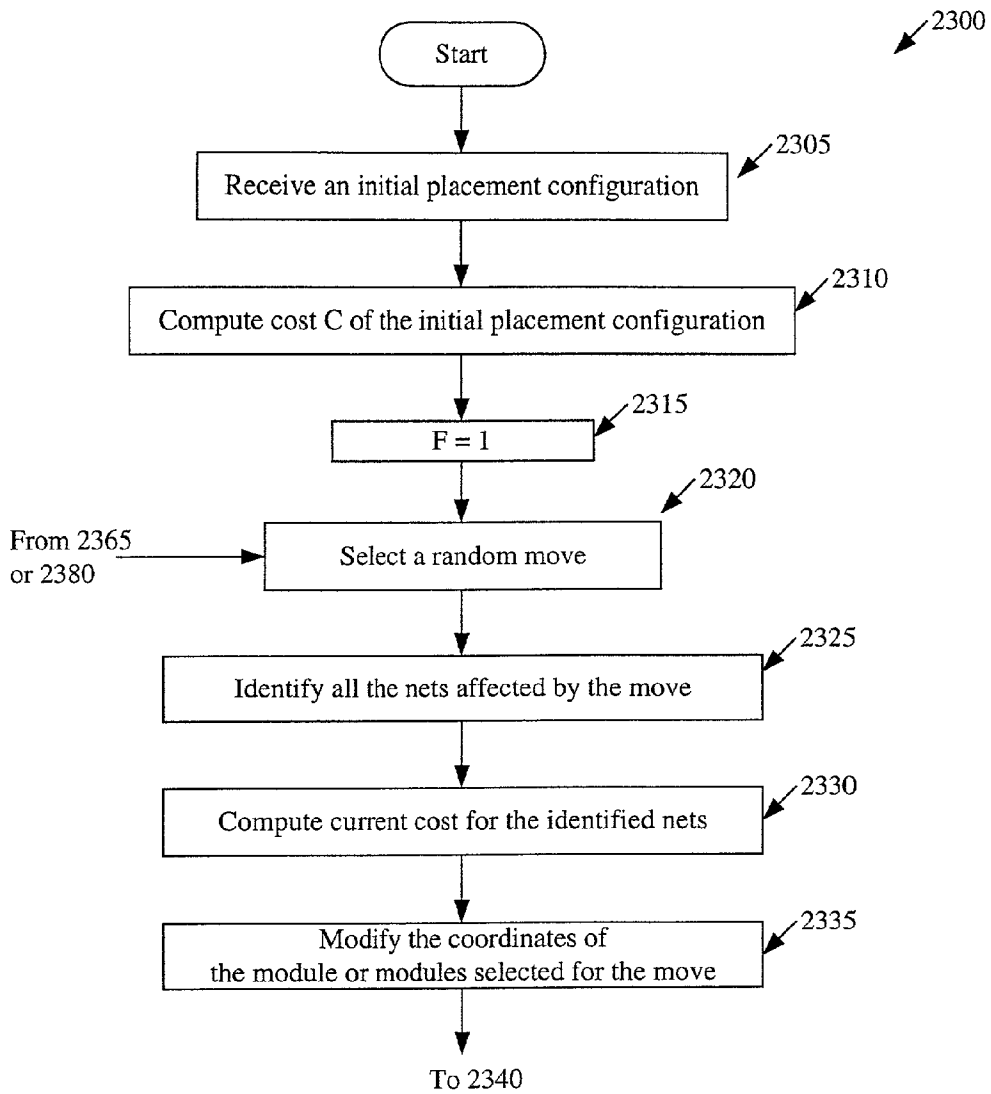 2300
Start
2305
Receive an initial placement configuration
2310
Compute cost C of the initial placement configuration
2315
F = 1
2320
From 2365
or 2380
Select a random move
2325
Identify all the nets affected by the move
2330
Compute current cost for the identified nets
2335
Modify the coordinates of
the module or modules selected for the move
To 2340